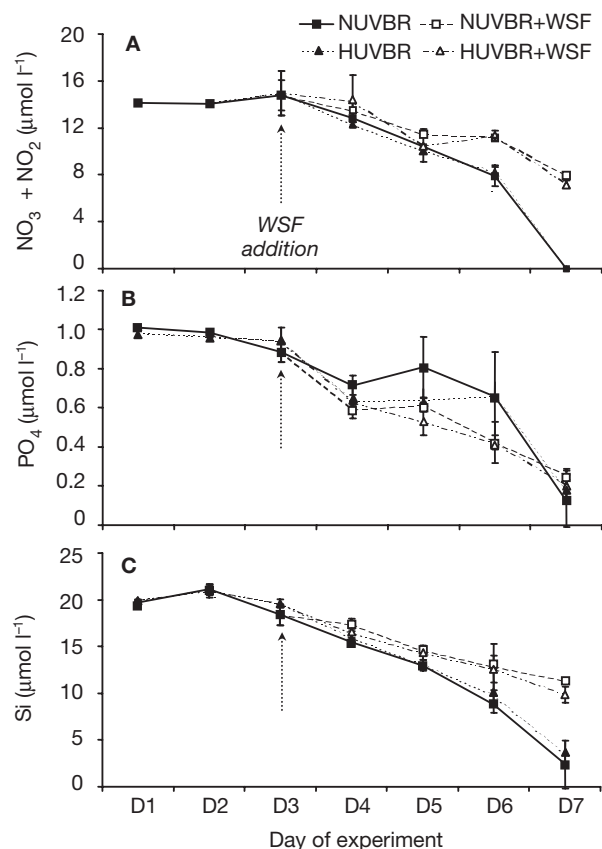 NUVBR NUVBR+WSF
HUVBR HUVBR+WSF
A
20
16
12
8
4
0
NO3 + NO2 (µmol l–1)
WSF
addition
B
1.2
1.0
0.8
0.6
0.4
0.2
0
PO4 (µmol l–1)
C
25
20
15
10
5
0
Si (µmol l–1)
D1 D2 D3 D4 D5 D6 D7
Day of experiment